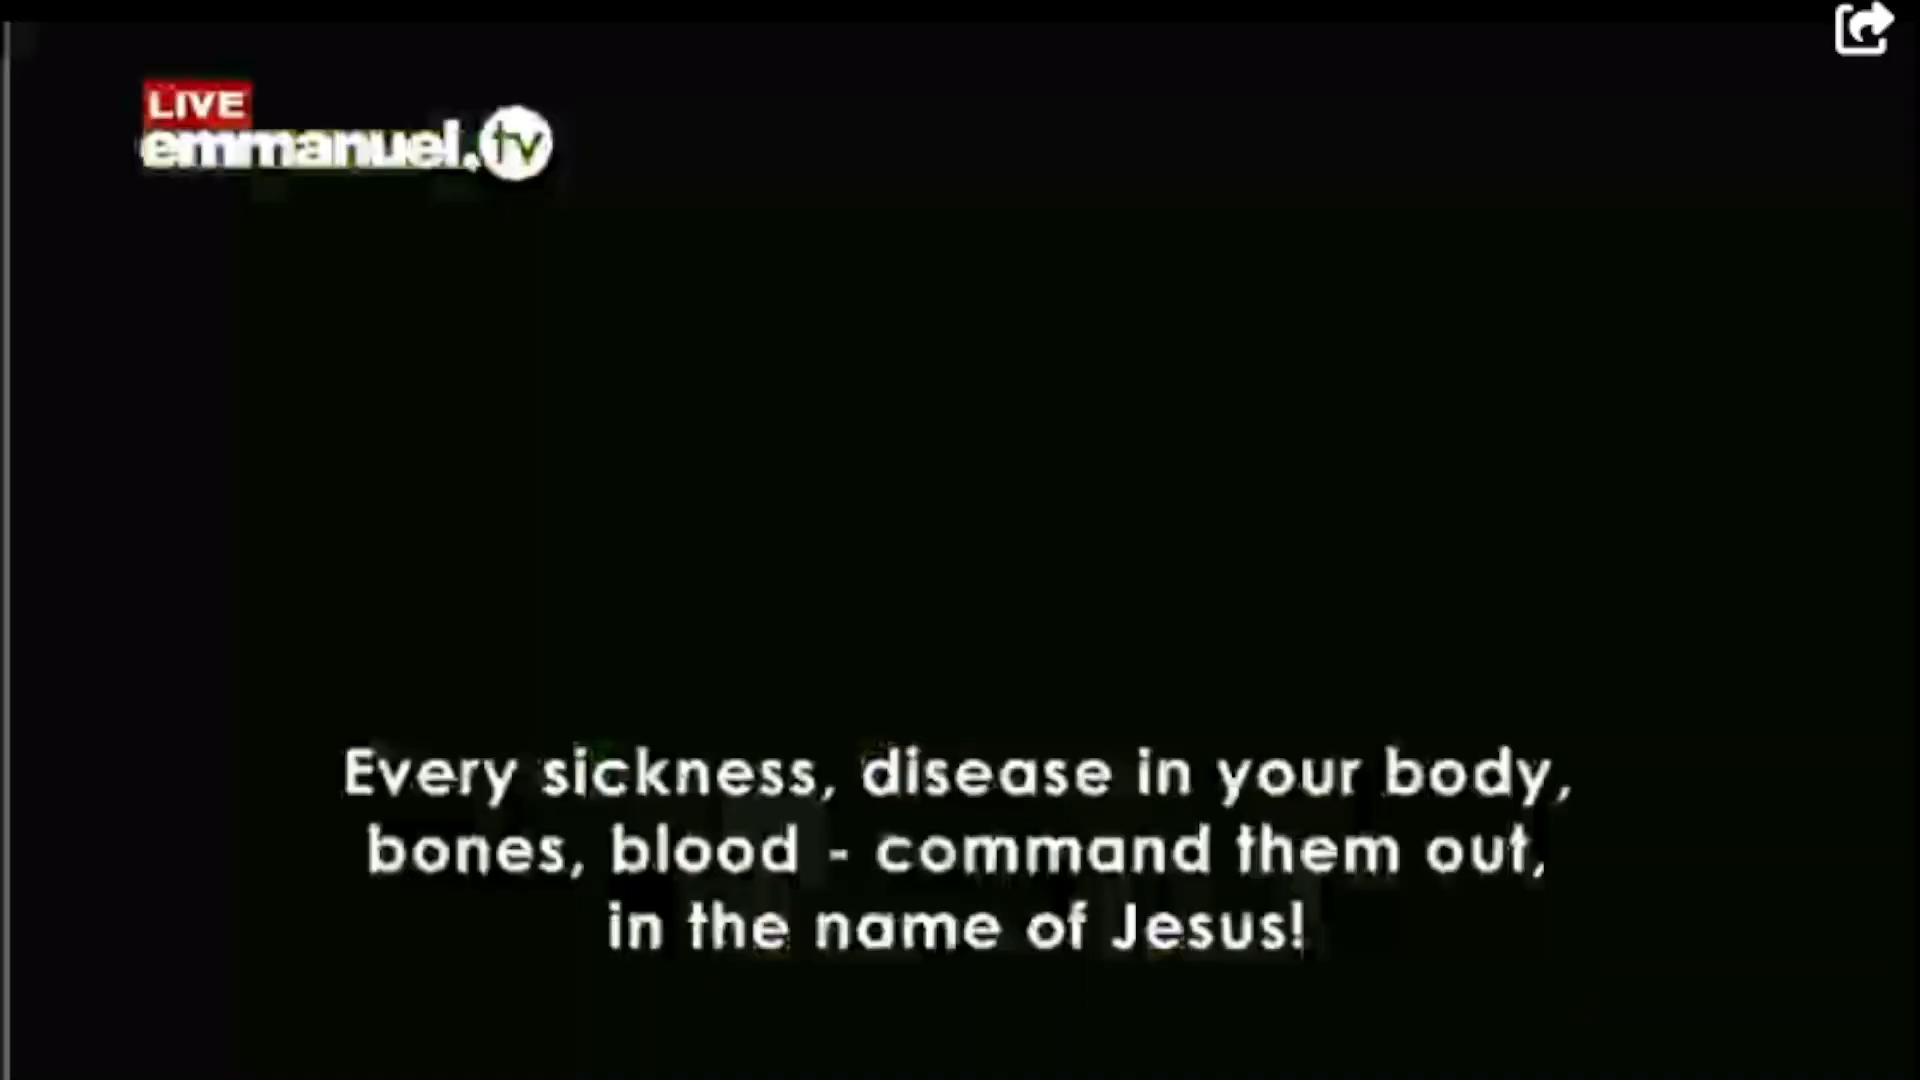 LIVE
emmanuel.tv
Every sickness, disease in your body,
bones, blood - command them out,
in the name of Jesus!